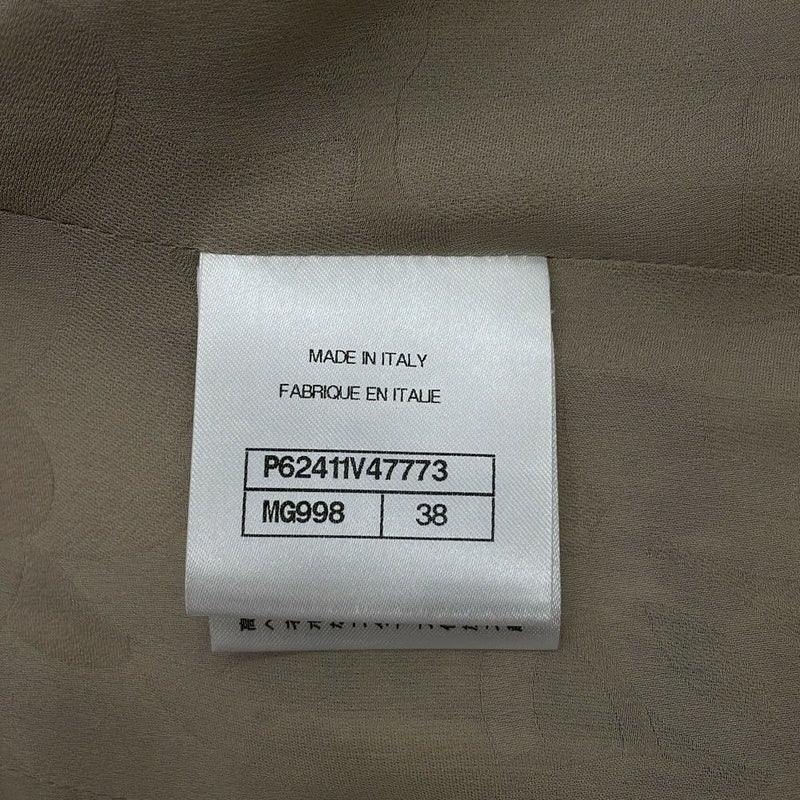 MADE IN ITALY
FABRIQUE EN ITALIE
P62411V47773
MG998 38